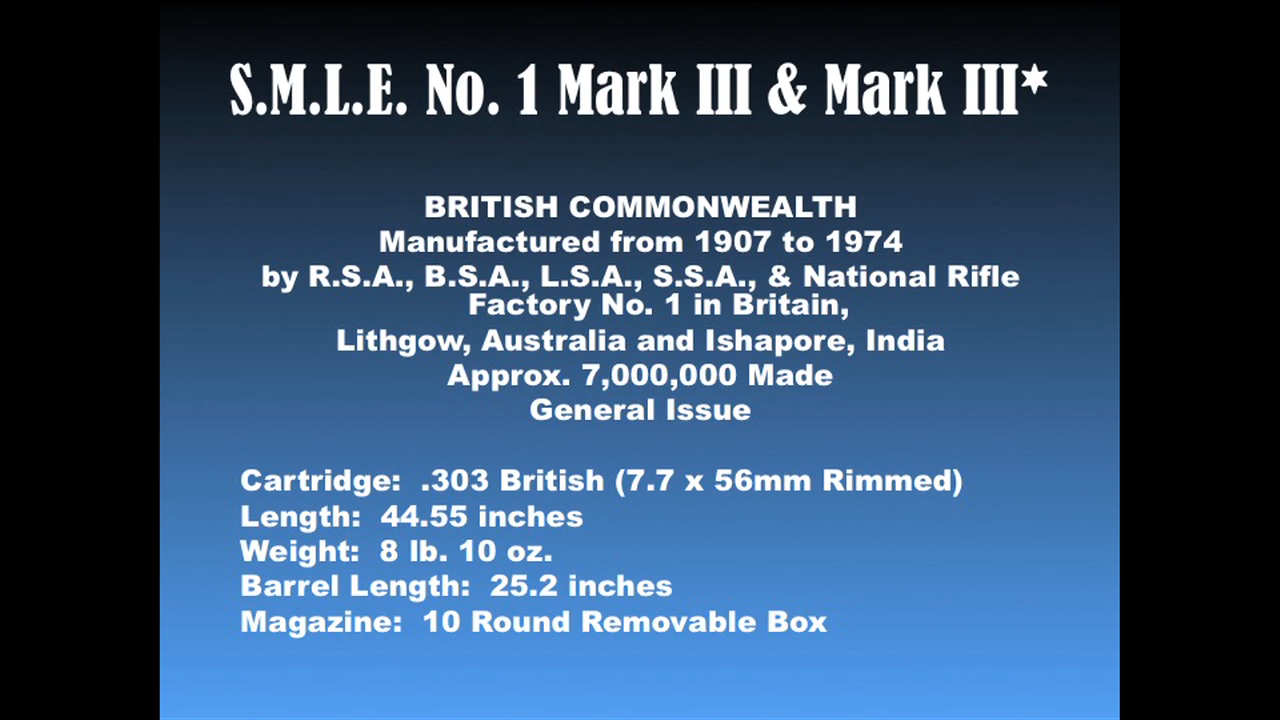 S.M.L.E. No. 1 Mark III & Mark III*
BRITISH COMMONWEALTH
Manufactured from 1907 to 1974
by R.S.A., B.S.A., L.S.A., S.S.A., & National Rifle
Factory No. 1 in Britain,
Lithgow, Australia and Ishapore, India
Approx. 7,000,000 Made
General Issue
Cartridge:  .303 British (7.7 x 56mm Rimmed)
Length:  44.55 inches
Weight:  8 lb. 10 oz.
Barrel Length:  25.2 inches
Magazine:  10 Round Removable Box